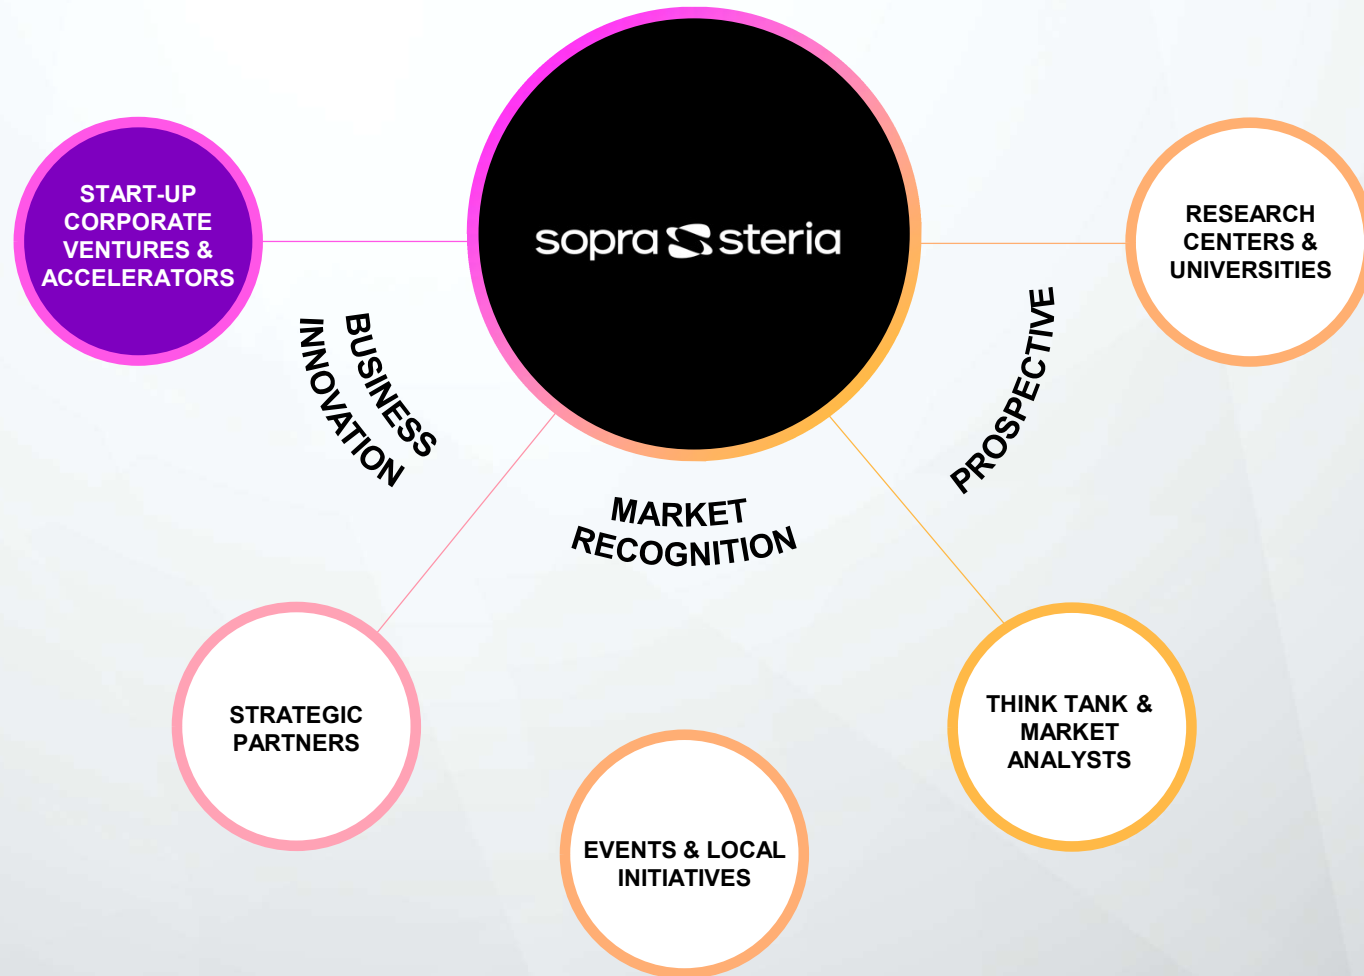 sopra steria
START-UP
CORPORATE
VENTURES &
ACCELERATORS
RESEARCH
CENTERS &
UNIVERSITIES
BUSINESS
INNOVATION
PROSPECTIVE
MARKET
RECOGNITION
STRATEGIC
PARTNERS
THINK TANK &
MARKET
ANALYSTS
EVENTS & LOCAL
INITIATIVES